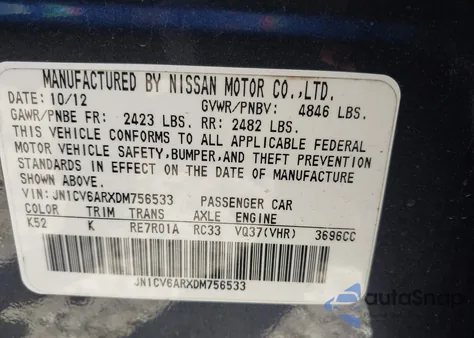 MANUFACTURED BY NISSAN MOTOR CO.,LTD.
DATE: 10/12 GVWR/PNBV: 4846 LBS.
GAWR/PNBE FR: 2423 LBS. RR: 2482 LBS.
THIS VEHICLE CONFORMS TO ALL APPLICABLE FEDERAL
MOTOR VEHICLE SAFETY,BUMPER,AND THEFT PREVENTION
STANDARDS IN EFFECT ON THE DATE OF MANUFACTURE
SHOWN ABOVE.
VIN: JN1CV6ARXDM756533 PASSENGER CAR
COLOR TRIM TRANS AXLE ENGINE
K52 K RE7R01A RC33 VQ37(VHR) 3696CC
JN1CV6ARXDM756533
autoSnap